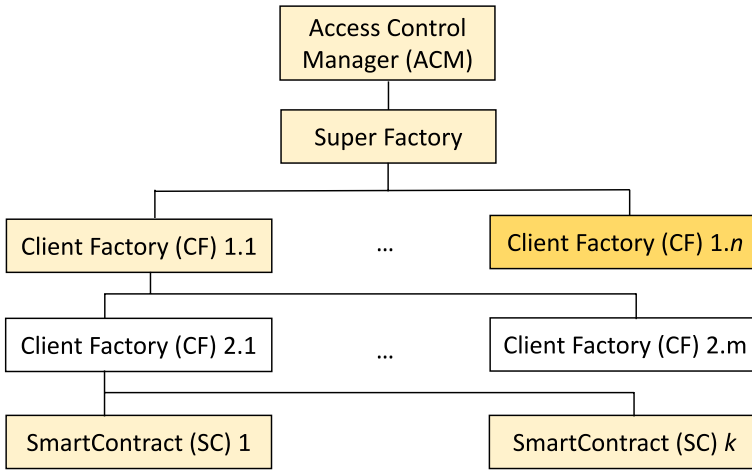 Access Control
Manager (ACM)
Super Factory
Client Factory (CF) 1.1
...
Client Factory (CF) 1.n
Client Factory (CF) 2.1
...
Client Factory (CF) 2.m
SmartContract (SC) 1
SmartContract (SC) k